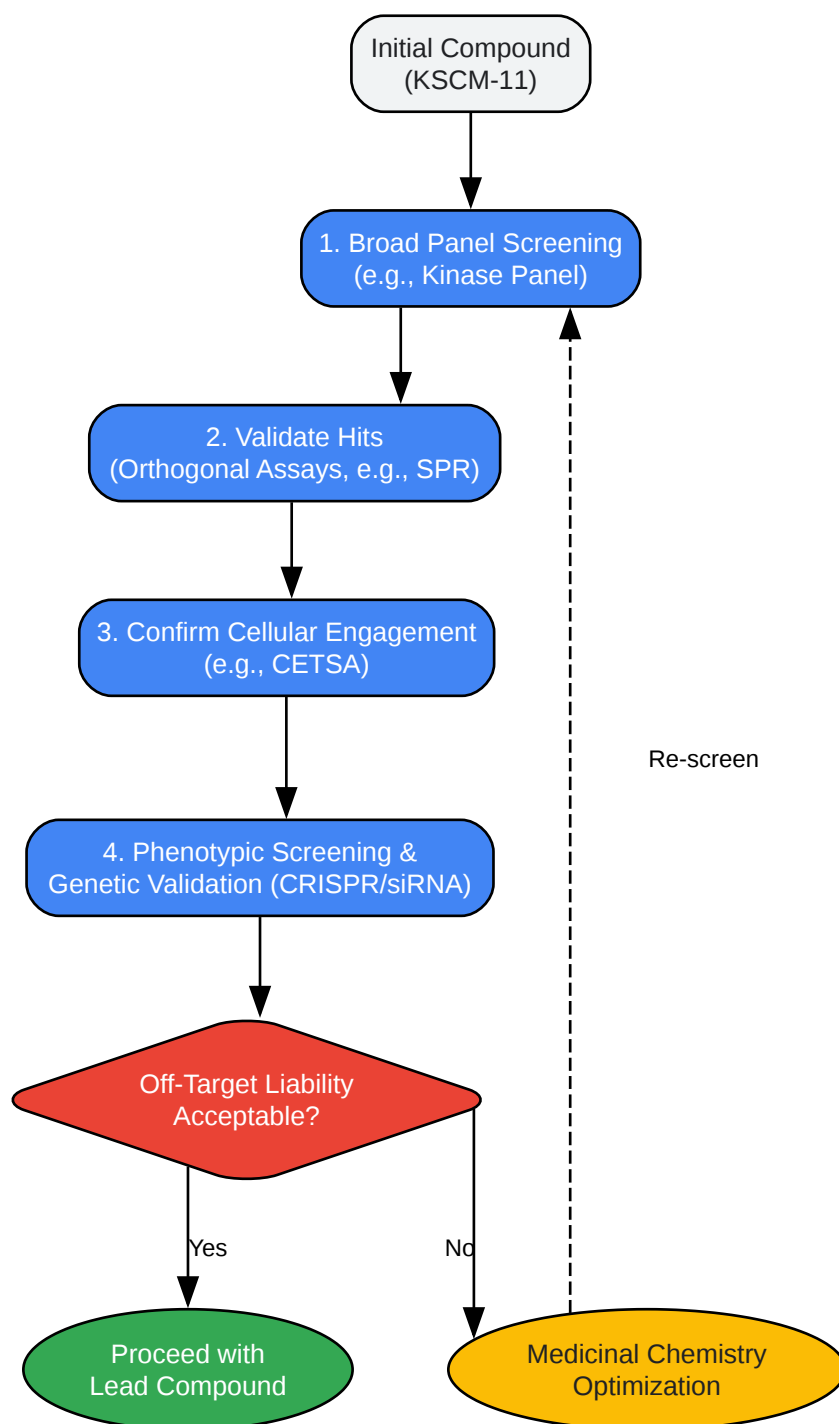 Initial Compound
(KSCM-11)
1. Broad Panel Screening
(e.g., Kinase Panel)
2. Validate Hits
(Orthogonal Assays, e.g., SPR)
3. Confirm Cellular Engagement
(e.g., CETSA)
Re-screen
4. Phenotypic Screening &
Genetic Validation (CRISPR/siRNA)
Off-Target Liability
Acceptable?
Yes
No
Proceed with
Lead Compound
Medicinal Chemistry
Optimization